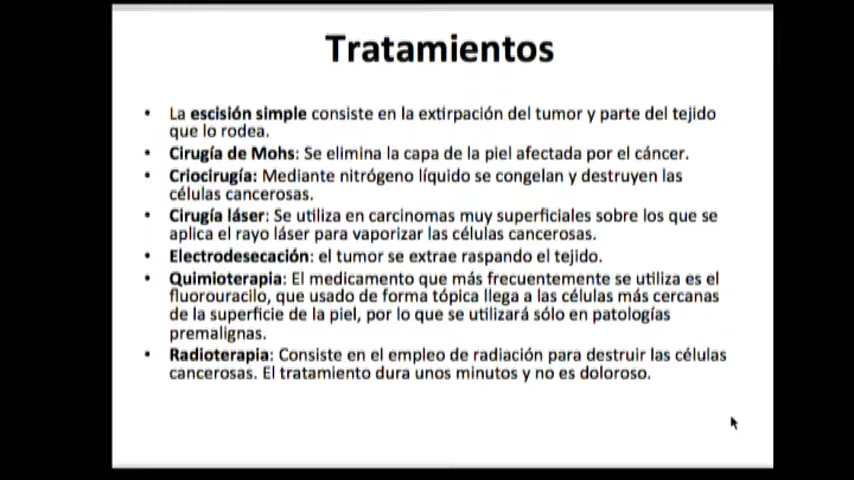 Tratamientos
• La escisión simple consiste en la extirpación del tumor y parte del tejido
que lo rodea.
• Cirugía de Mohs: Se elimina la capa de la piel afectada por el cáncer.
• Criocirugía: Mediante nitrógeno líquido se congelan y destruyen las
células cancerosas.
• Cirugía láser: Se utiliza en carcinomas muy superficiales sobre los que se
aplica el rayo láser para vaporizar las células cancerosas.
• Electrodesecación: el tumor se extrae raspando el tejido.
• Quimioterapia: El medicamento que más frecuentemente se utiliza es el
fluorouracilo, que usado de forma tópica llega a las células más cercanas
de la superficie de la piel, por lo que se utilizará sólo en patologías
premalignas.
• Radioterapia: Consiste en el empleo de radiación para destruir las células
cancerosas. El tratamiento dura unos minutos y no es doloroso.